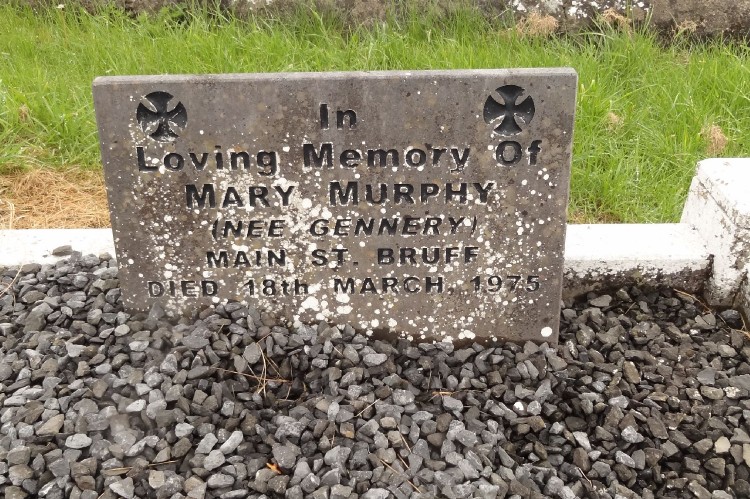 In
Loving Memory Of
MARY MURPHY
(NEE GENNERY)
MAIN ST. BRUFF
DIED 18th MARCH, 1975